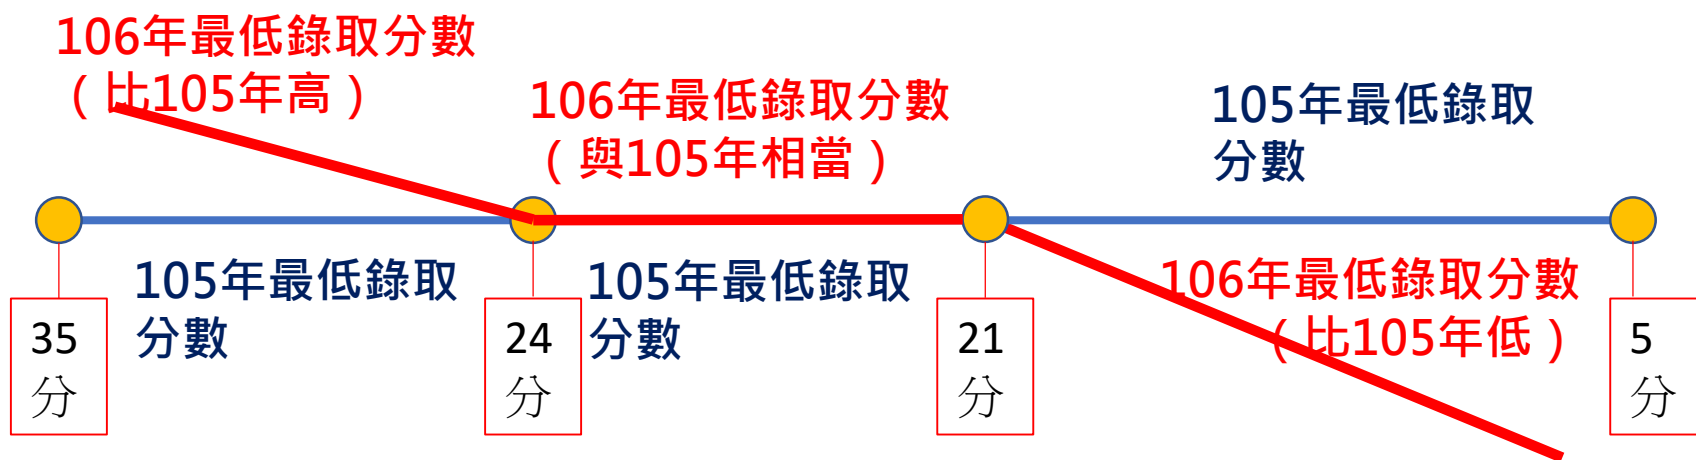 106年最低錄取分數
（比105年高）
106年最低錄取分數
（與105年相當）
105年最低錄取
分數
105年最低錄取
分數
105年最低錄取
分數
106年最低錄取分數
（比105年低）
35
分
24
分
21
分
5
分